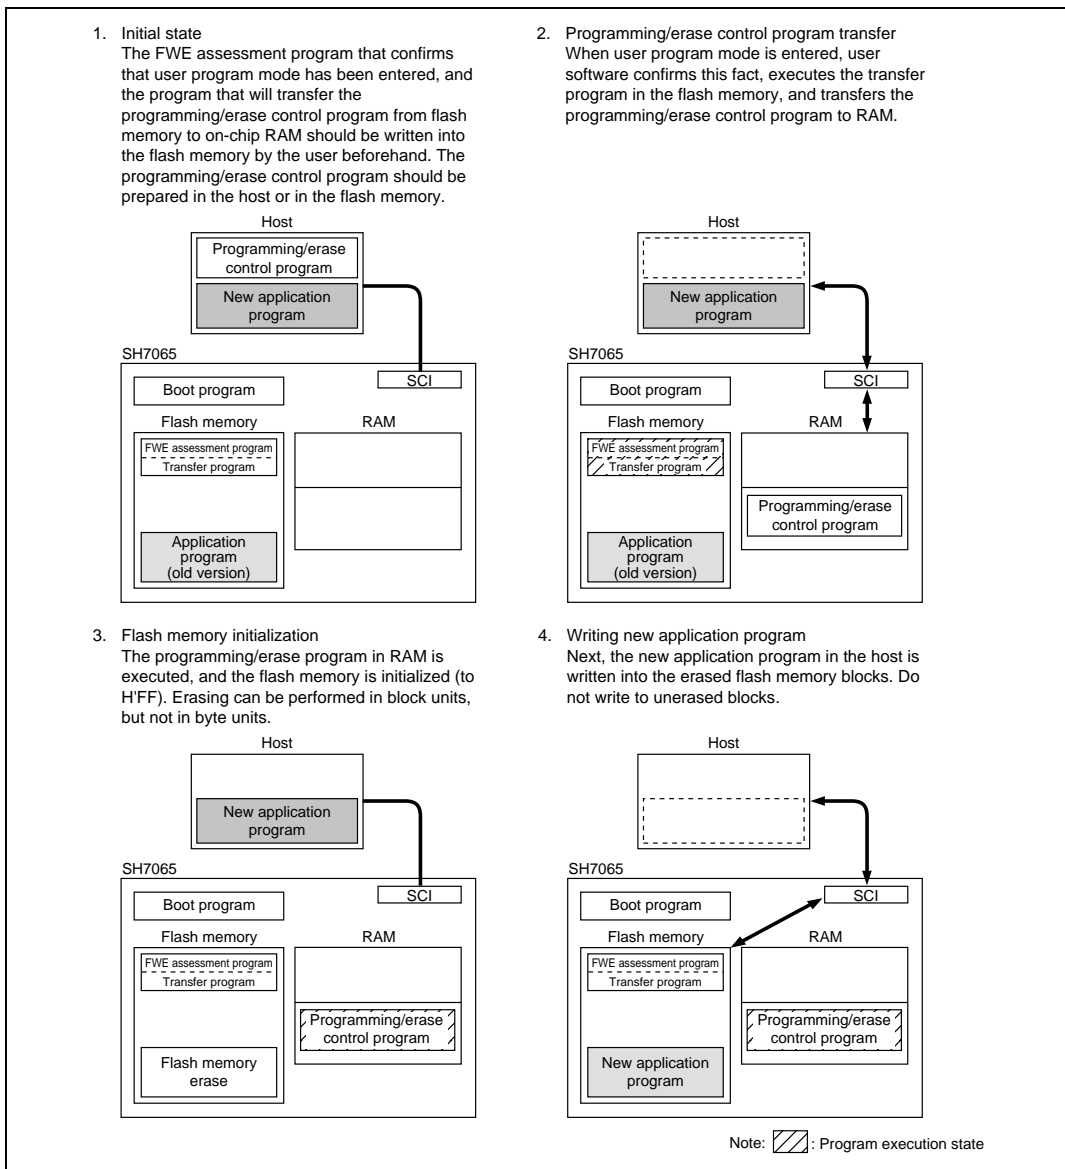 1. Initial state
The FWE assessment program that confirms
that user program mode has been entered, and
the program that will transfer the
programming/erase control program from flash
memory to on-chip RAM should be written into
the flash memory by the user beforehand. The
programming/erase control program should be
prepared in the host or in the flash memory.
Host
Programming/erase
control program
New application
program
SH7065
SCI
Boot program
Flash memory
RAM
FWE assessment program
Transfer program
Application
program
(old version)
2. Programming/erase control program transfer
When user program mode is entered, user
software confirms this fact, executes the transfer
program in the flash memory, and transfers the
programming/erase control program to RAM.
Host
New application
program
SH7065
SCI
Boot program
Flash memory
RAM
FWE assessment program
Transfer program
Programming/erase
control program
Application
program
(old version)
3. Flash memory initialization
The programming/erase program in RAM is
executed, and the flash memory is initialized (to
H'FF). Erasing can be performed in block units,
but not in byte units.
Host
New application
program
SH7065
SCI
Boot program
Flash memory
RAM
FWE assessment program
Transfer program
Programming/erase
control program
Flash memory
erase
4. Writing new application program
Next, the new application program in the host is
written into the erased flash memory blocks. Do
not write to unerased blocks.
Host
SH7065
SCI
Boot program
Flash memory
RAM
FWE assessment program
Transfer program
Programming/erase
control program
New application
program
Note: : Program execution state